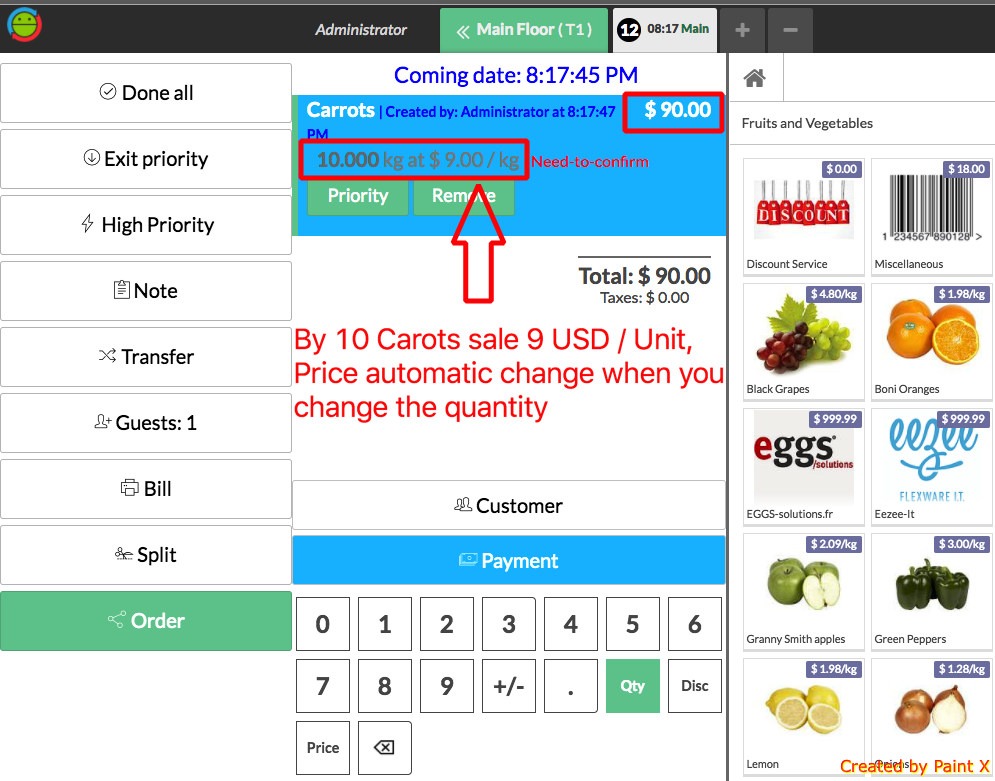 Administrator
Main Floor ( T1 )
12 08:17 Main
+
−
Done all
Exit priority
High Priority
Note
Transfer
Guests: 1
Bill
Split
Order
Coming date: 8:17:45 PM
Carrots | Created by: Administrator at 8:17:47 PM
$ 90.00
10.000 kg at $ 9.00 / kg
Need-to-confirm
Priority
Remove
Total: $ 90.00
Taxes: $ 0.00
By 10 Carots sale 9 USD / Unit,
Price automatic change when you
change the quantity
Customer
Payment
0 1 2 3 4 5 6
7 8 9 +/- . Qty Disc
Price
Fruits and Vegetables
$ 0.00
DISCOUNT
Discount Service
$ 18.00
1 234567 890128 >
Miscellaneous
$ 4.80/kg
Black Grapes
$ 1.98/kg
Boni Oranges
$ 999.99
eggs
/solutions
EGGS-solutions.fr
$ 999.99
eezee
FLEXWARE I.T.
Eezee-It
$ 2.09/kg
Granny Smith apples
$ 3.00/kg
Green Peppers
$ 1.98/kg
Lemon
$ 1.28/kg
Onions
Created by Paint X